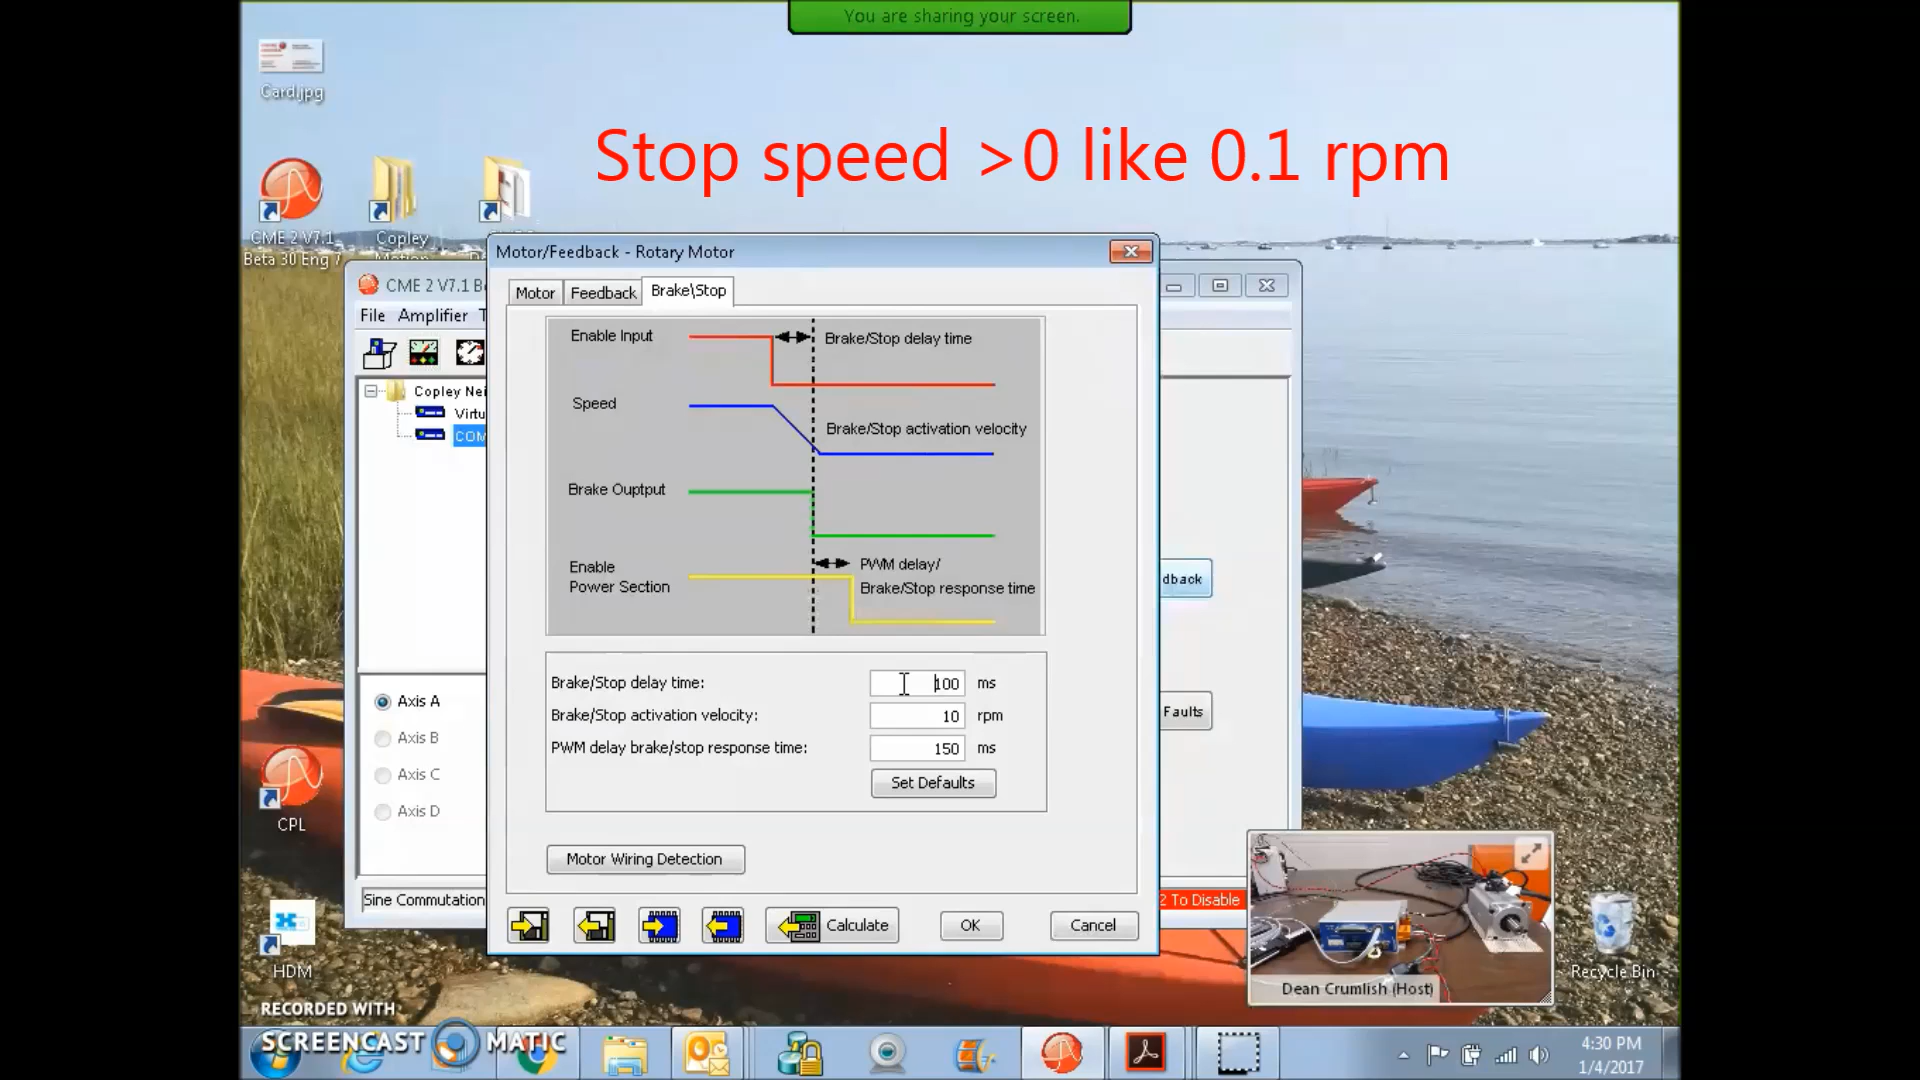 You are sharing your screen.
Card.jpg
Stop speed >0 like 0.1 rpm
CME 2 V7.1
Beta 30 Eng 7
Copley
Motion
Motor/Feedback - Rotary Motor
CME 2 V7.1 B
File Amplifier T
Motor Feedback Brake\Stop
Enable Input
Brake/Stop delay time
Speed
Brake/Stop activation velocity
Brake Ouptput
Enable
Power Section
PWM delay/
Brake/Stop response time
Copley Nei
Virtu
COM
dback
Brake/Stop delay time: 100 ms
Brake/Stop activation velocity: 10 rpm
PWM delay brake/stop response time: 150 ms
Set Defaults
Axis A
Axis B
Axis C
Axis D
Faults
Motor Wiring Detection
Sine Commutation
2 To Disable
Calculate
OK
Cancel
CPL
HDM
Dean Crumlish (Host)
Recycle Bin
RECORDED WITH
SCREENCAST MATIC
4:30 PM
1/4/2017